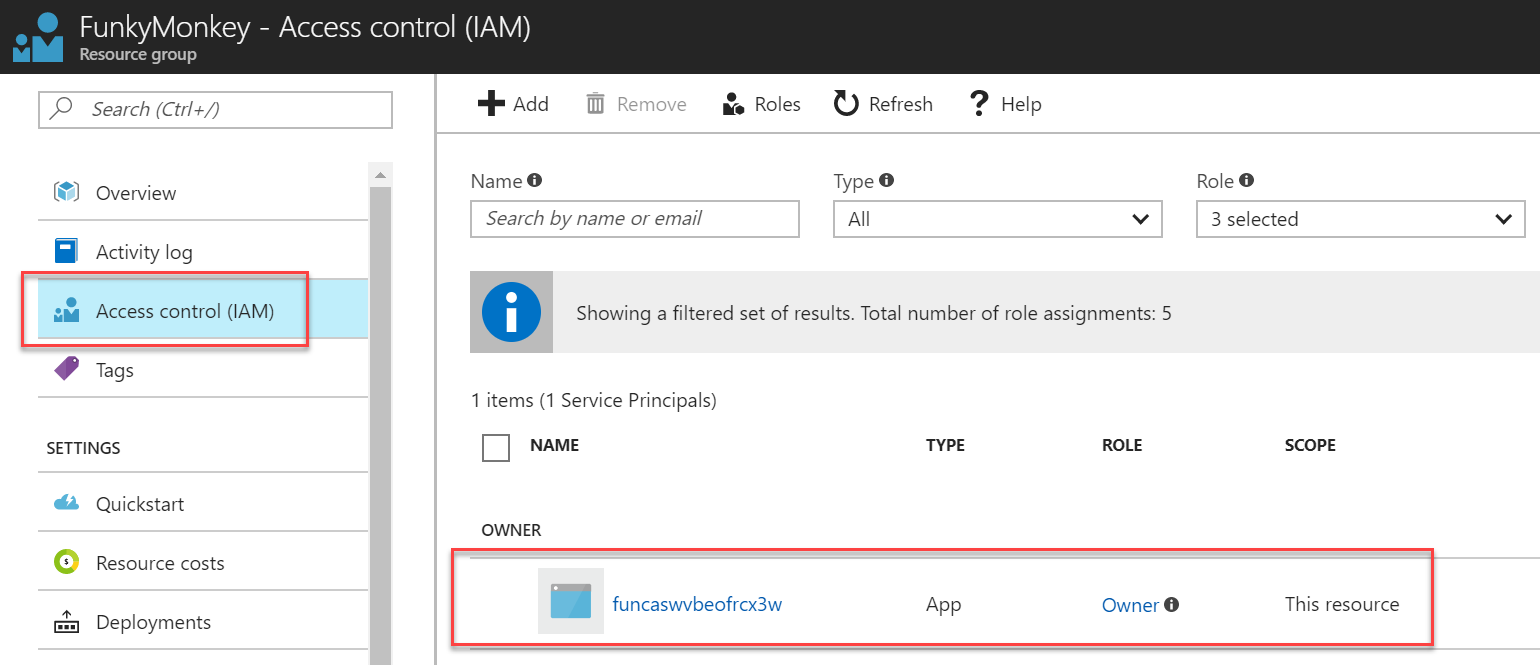 FunkyMonkey - Access control (IAM)
Resource group
Search (Ctrl+/)
Overview
Activity log
Access control (IAM)
Tags
SETTINGS
Quickstart
Resource costs
Deployments
Add Remove Roles Refresh Help
Name Type Role
Search by name or email All 3 selected
Showing a filtered set of results. Total number of role assignments: 5
1 items (1 Service Principals)
NAME TYPE ROLE SCOPE
OWNER
funcaswvbeofrcx3w App Owner This resource